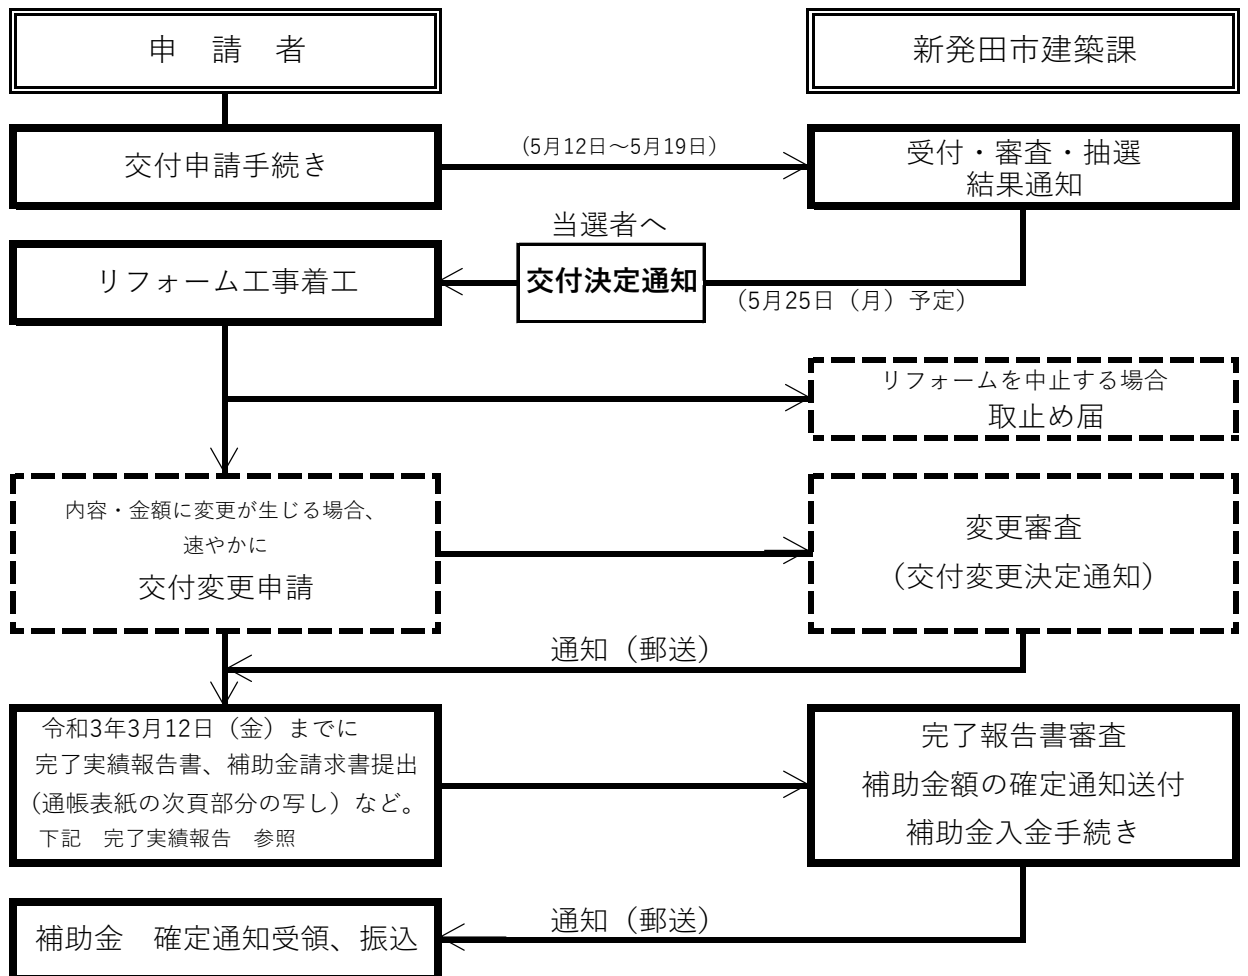 申　請　者
新発田市建築課
交付申請手続き
(5月12日～5月19日)
受付・審査・抽選
結果通知
当選者へ
リフォーム工事着工
交付決定通知
(5月25日（月）予定)
リフォームを中止する場合
取止め届
内容・金額に変更が生じる場合、
速やかに
交付変更申請
変更審査
（交付変更決定通知）
通知（郵送）
令和3年3月12日（金）までに
完了実績報告書、補助金請求書提出
（通帳表紙の次頁部分の写し）など。
下記　完了実績報告　参照
完了報告書審査
補助金額の確定通知送付
補助金入金手続き
通知（郵送）
補助金　確定通知受領、振込